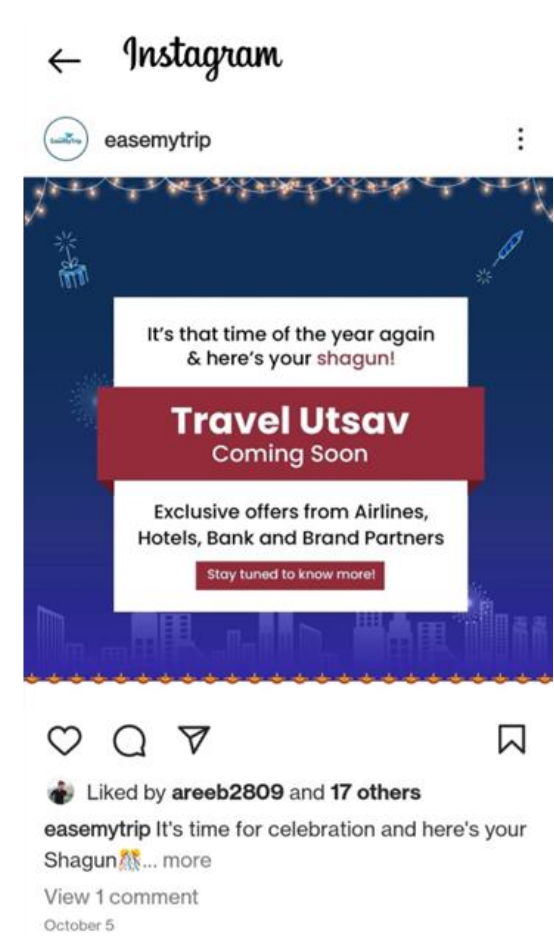 Instagram
easemytrip
EaseMyTrip
It's that time of the year again
& here's your shagun!
Travel Utsav
Coming Soon
Exclusive offers from Airlines,
Hotels, Bank and Brand Partners
Stay tuned to know more!
Liked by areeb2809 and 17 others
easemytrip It's time for celebration and here's your
Shagun🎊... more
View 1 comment
October 5